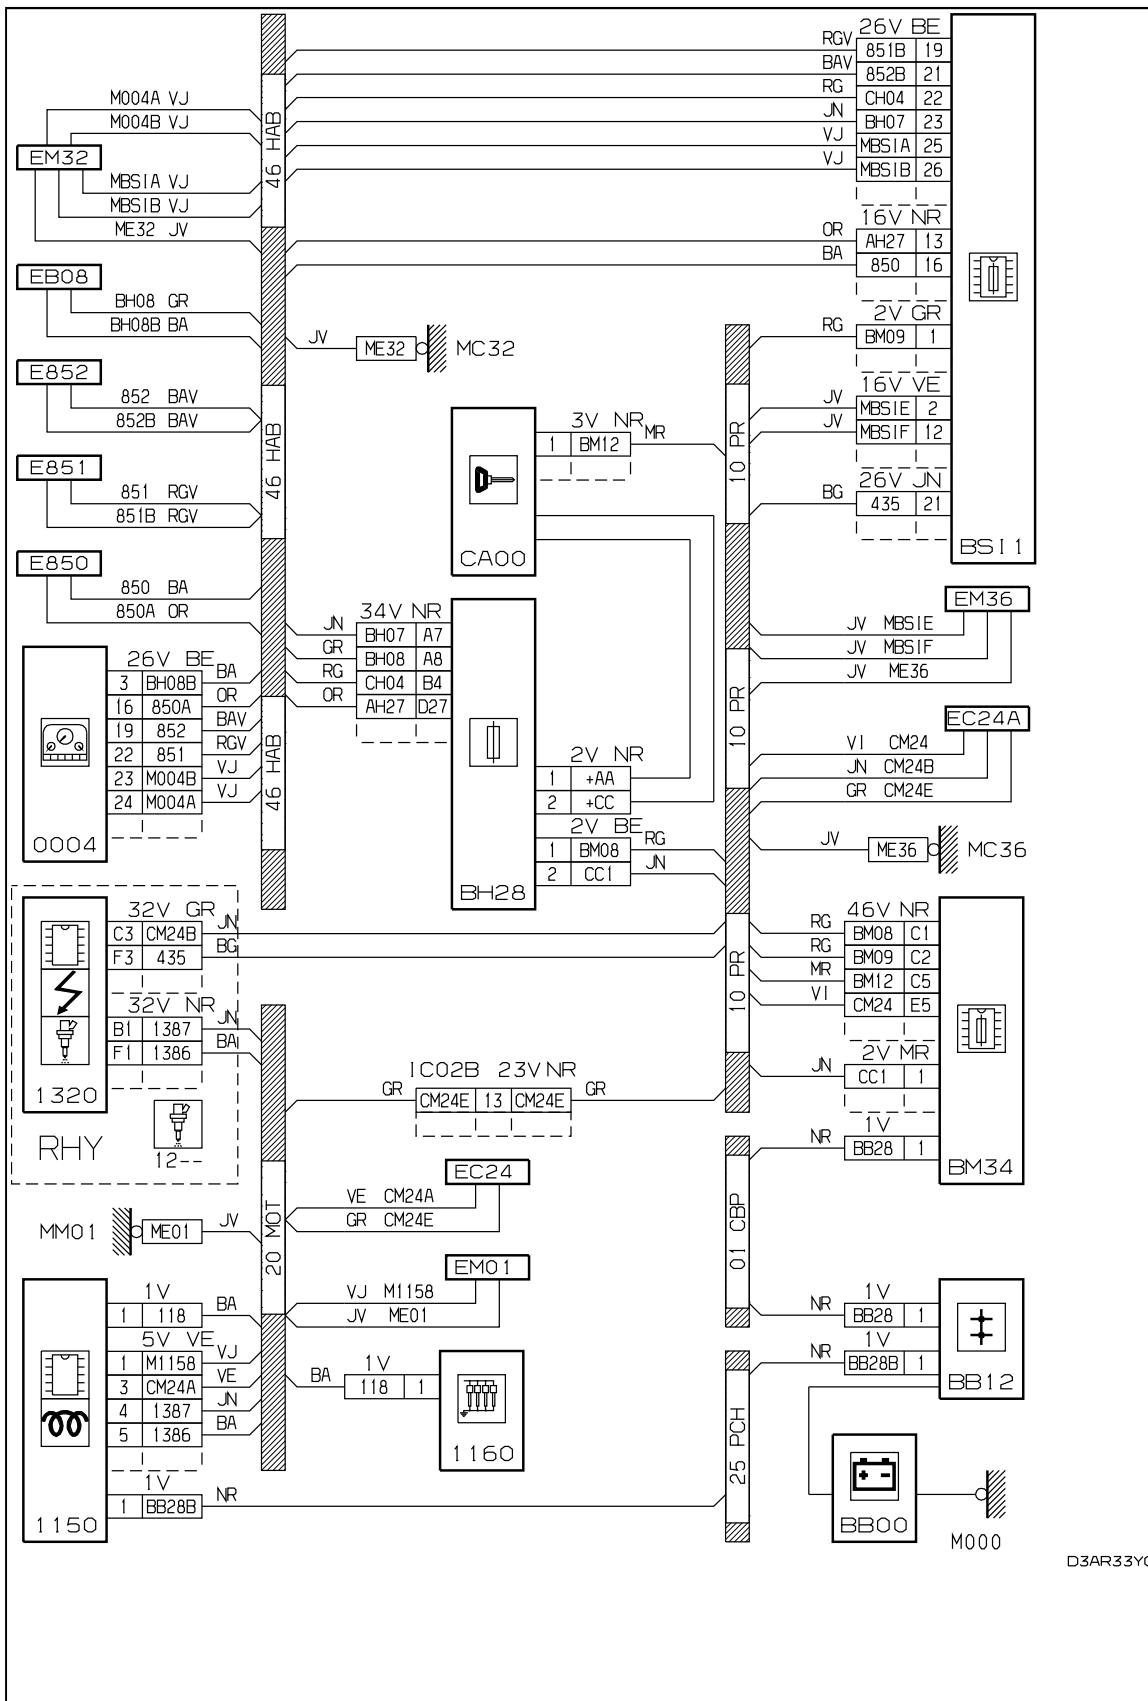 26V BE
RGV 851B 19
BAV 852B 21
RG CH04 22
JN BH07 23
VJ MBSIA 25
VJ MBSIB 26
16V NR
OR AH27 13
BA 850 16
2V GR
RG BM09 1
16V VE
JV MBSIE 2
JV MBSIF 12
26V JN
BG 435 21
BSI1
M004A VJ
M004B VJ
EM32
MBSIA VJ
MBSIB VJ
ME32 JV
EB08
BH08 GR
BH08B BA
E852
852 BAV
852B BAV
E851
851 RGV
851B RGV
E850
850 BA
850A OR
46 HAB
46 HAB
46 HAB
JV ME32 MC32
3V NR
1 BM12 MR
CA00
10 PR
10 PR
10 PR
34V NR
JN BH07 A7
GR BH08 A8
RG CH04 B4
OR AH27 D27
2V NR
1 +AA
2 +CC
2V BE
1 BM08 RG
2 CC1 JN
BH28
26V BE
3 BH08B BA
16 850A OR
19 852 BAV
22 851 RGV
23 M004B VJ
24 M004A VJ
0004
EM36
JV MBSIE
JV MBSIF
JV ME36
EC24A
VI CM24
JN CM24B
GR CM24E
JV ME36 MC36
32V GR
C3 CM24B JN
F3 435 BG
32V NR
B1 1387 JN
F1 1386 BA
1320
RHY
12--
46V NR
RG BM08 C1
RG BM09 C2
MR BM12 C5
VI CM24 E5
2V MR
JN CC1 1
1V
NR BB28 1
BM34
IC02B 23V NR
GR CM24E 13 CM24E GR
EC24
VE CM24A
GR CM24E
20 MOT
MM01 ME01 JV
EM01
VJ M1158
JV ME01
01 CBP
1V
1 118 BA
5V VE
1 M1158 VJ
3 CM24A VE
4 1387 JN
5 1386 BA
1V
1 BB28B NR
1150
1V
BA 118 1
1160
25 PCH
1V
NR BB28 1
1V
NR BB28B 1
BB12
BB00
M000